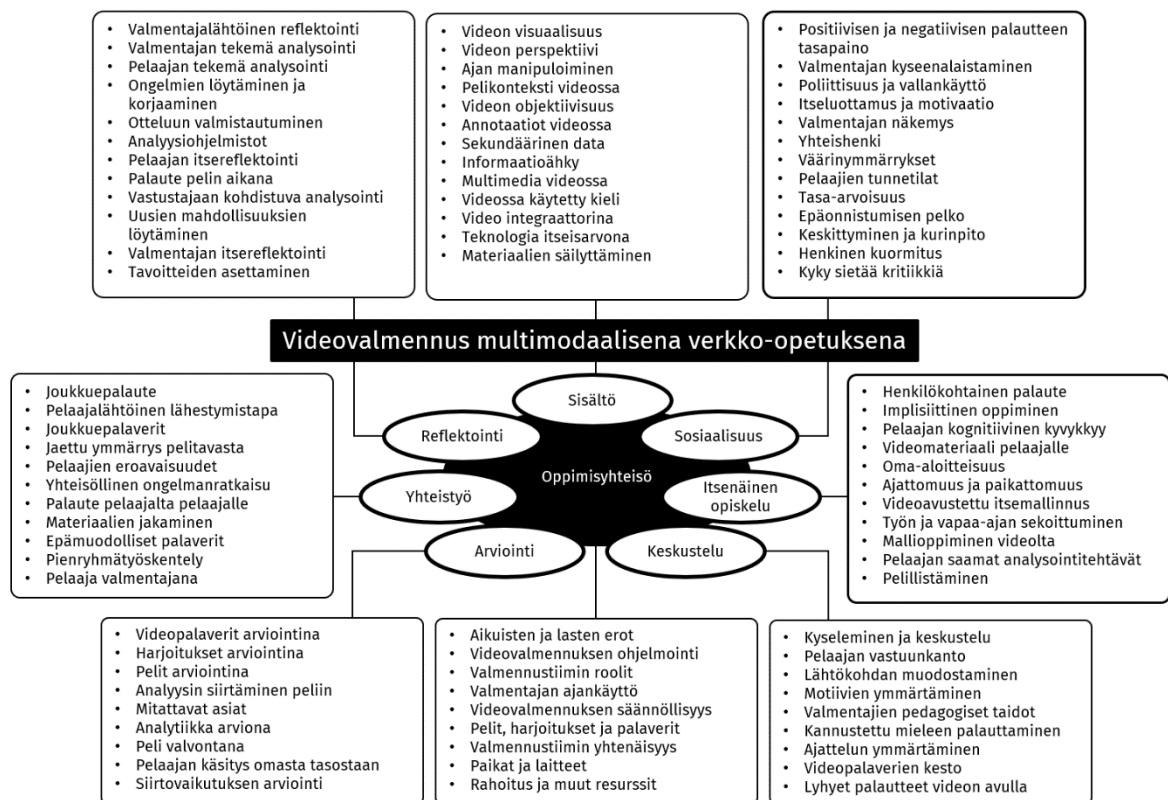 • Valmentajalähtöinen reflektointi
• Valmentajan tekemä analysointi
• Pelaajan tekemä analysointi
• Ongelmien löytäminen ja
korjaaminen
• Otteluun valmistautuminen
• Analyysiohjelmistot
• Pelaajan itsereflektointi
• Palaute pelin aikana
• Vastustajaan kohdistuva analysointi
• Uusien mahdollisuuksien
löytäminen
• Valmentajan itsereflektointi
• Tavoitteiden asettaminen
• Videon visuaalisuus
• Videon perspektiivi
• Ajan manipuloiminen
• Pelikonteksti videossa
• Videon objektiivisuus
• Annotaatiot videossa
• Sekundäärinen data
• Informaatioähky
• Multimedia videossa
• Videossa käytetty kieli
• Video integraattorina
• Teknologia itseisarvona
• Materiaalien säilyttäminen
• Positiivisen ja negatiivisen palautteen
tasapaino
• Valmentajan kyseenalaistaminen
• Poliittisuus ja vallankäyttö
• Itseluottamus ja motivaatio
• Valmentajan näkemys
• Yhteishenki
• Väärinymmärrykset
• Pelaajien tunnetilat
• Tasa-arvoisuus
• Epäonnistumisen pelko
• Keskittyminen ja kurinpito
• Henkinen kuormitus
• Kyky sietää kritiikkiä
Videovalmennus multimodaalisena verkko-opetuksena
• Joukkuepalaute
• Pelaajalähtöinen lähestymistapa
• Joukkuepalaverit
• Jaettu ymmärrys pelitavasta
• Pelaajien eroavaisuudet
• Yhteisöllinen ongelmanratkaisu
• Palaute pelaajalta pelaajalle
• Materiaalien jakaminen
• Epämuodolliset palaverit
• Pienryhmätyöskentely
• Pelaaja valmentajana
Sisältö
Reflektointi
Sosiaalisuus
Oppimisyhteisö
Yhteistyö
Itsenäinen
opiskelu
Arviointi
Keskustelu
• Henkilökohtainen palaute
• Implisiittinen oppiminen
• Pelaajan kognitiivinen kyvykkyy
• Videomateriaali pelaajalle
• Oma-aloitteisuus
• Ajattomuus ja paikattomuus
• Videoavustettu itsemallinnus
• Työn ja vapaa-ajan sekoittuminen
• Mallioppiminen videolta
• Pelaajan saamat analysointitehtävät
• Pelillistäminen
• Videopalaverit arviointina
• Harjoitukset arviointina
• Pelit arviointina
• Analyysin siirtäminen peliin
• Mitattavat asiat
• Analytiikka arviona
• Peli valvontana
• Pelaajan käsitys omasta tasostaan
• Siirtovaikutuksen arviointi
• Aikuisten ja lasten erot
• Videovalmennuksen ohjelmointi
• Valmennustiimin roolit
• Valmentajan ajankäyttö
• Videovalmennuksen säännöllisyys
• Pelit, harjoitukset ja palaverit
• Valmennustiimin yhtenäisyys
• Paikat ja laitteet
• Rahoitus ja muut resurssit
• Kyseleminen ja keskustelu
• Pelaajan vastuunkanto
• Lähtökohdan muodostaminen
• Motiivien ymmärtäminen
• Valmentajien pedagogiset taidot
• Kannustettu mieleen palauttaminen
• Ajattelun ymmärtäminen
• Videopalaverien kesto
• Lyhyet palautteet videon avulla